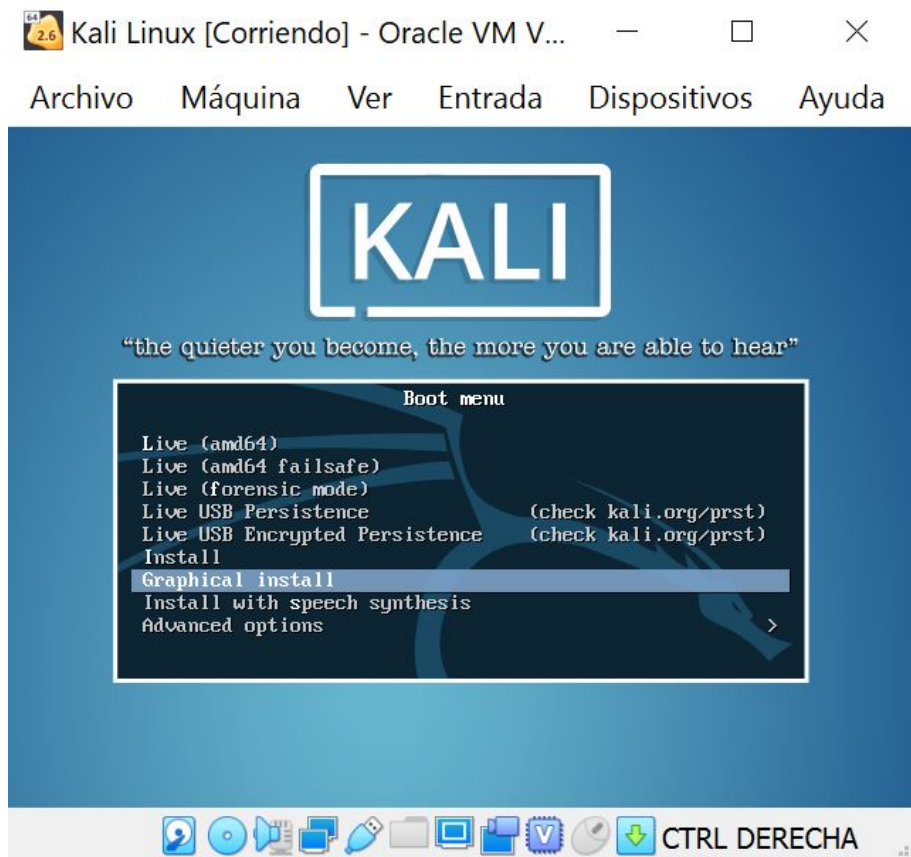 64
2.6
Kali Linux [Corriendo] - Oracle VM V...
Archivo Máquina Ver Entrada Dispositivos Ayuda
KALI
“the quieter you become, the more you are able to hear”
Boot menu
Live (amd64)
Live (amd64 failsafe)
Live (forensic mode)
Live USB Persistence (check kali.org/prst)
Live USB Encrypted Persistence (check kali.org/prst)
Install
Graphical install
Install with speech synthesis
Advanced options >
V
CTRL DERECHA